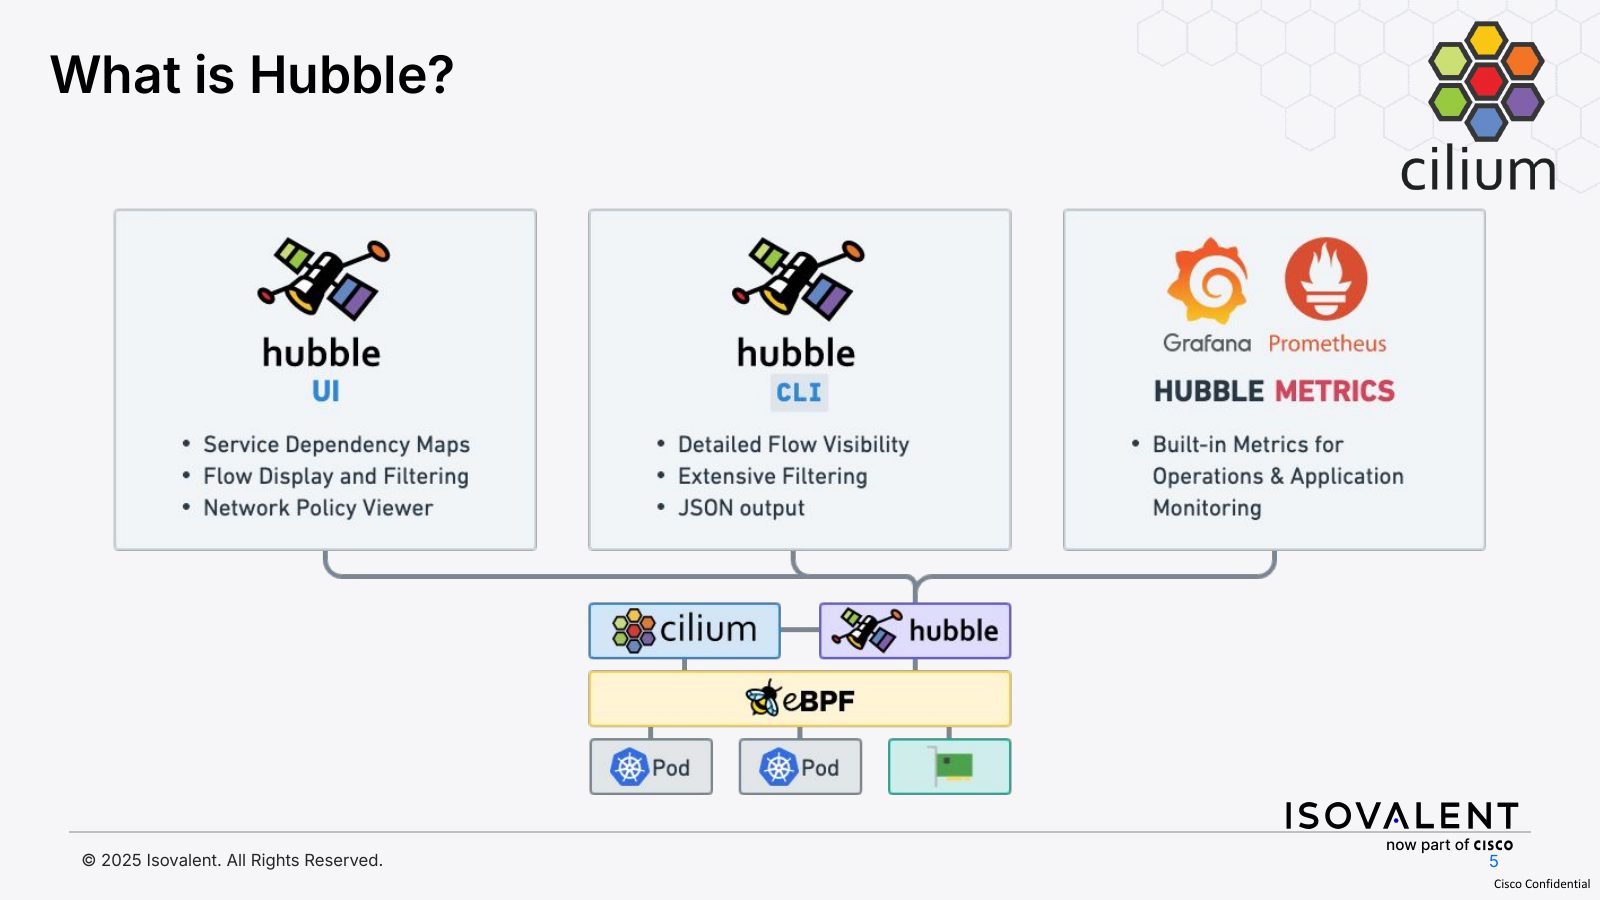 What is Hubble?
cilium
hubble
UI
• Service Dependency Maps
• Flow Display and Filtering
• Network Policy Viewer
hubble
CLI
• Detailed Flow Visibility
• Extensive Filtering
• JSON output
Grafana Prometheus
HUBBLE METRICS
• Built-in Metrics for
Operations & Application
Monitoring
cilium
hubble
eBPF
Pod
Pod
ISOVALENT
now part of CISCO
© 2025 Isovalent. All Rights Reserved.
5
Cisco Confidential